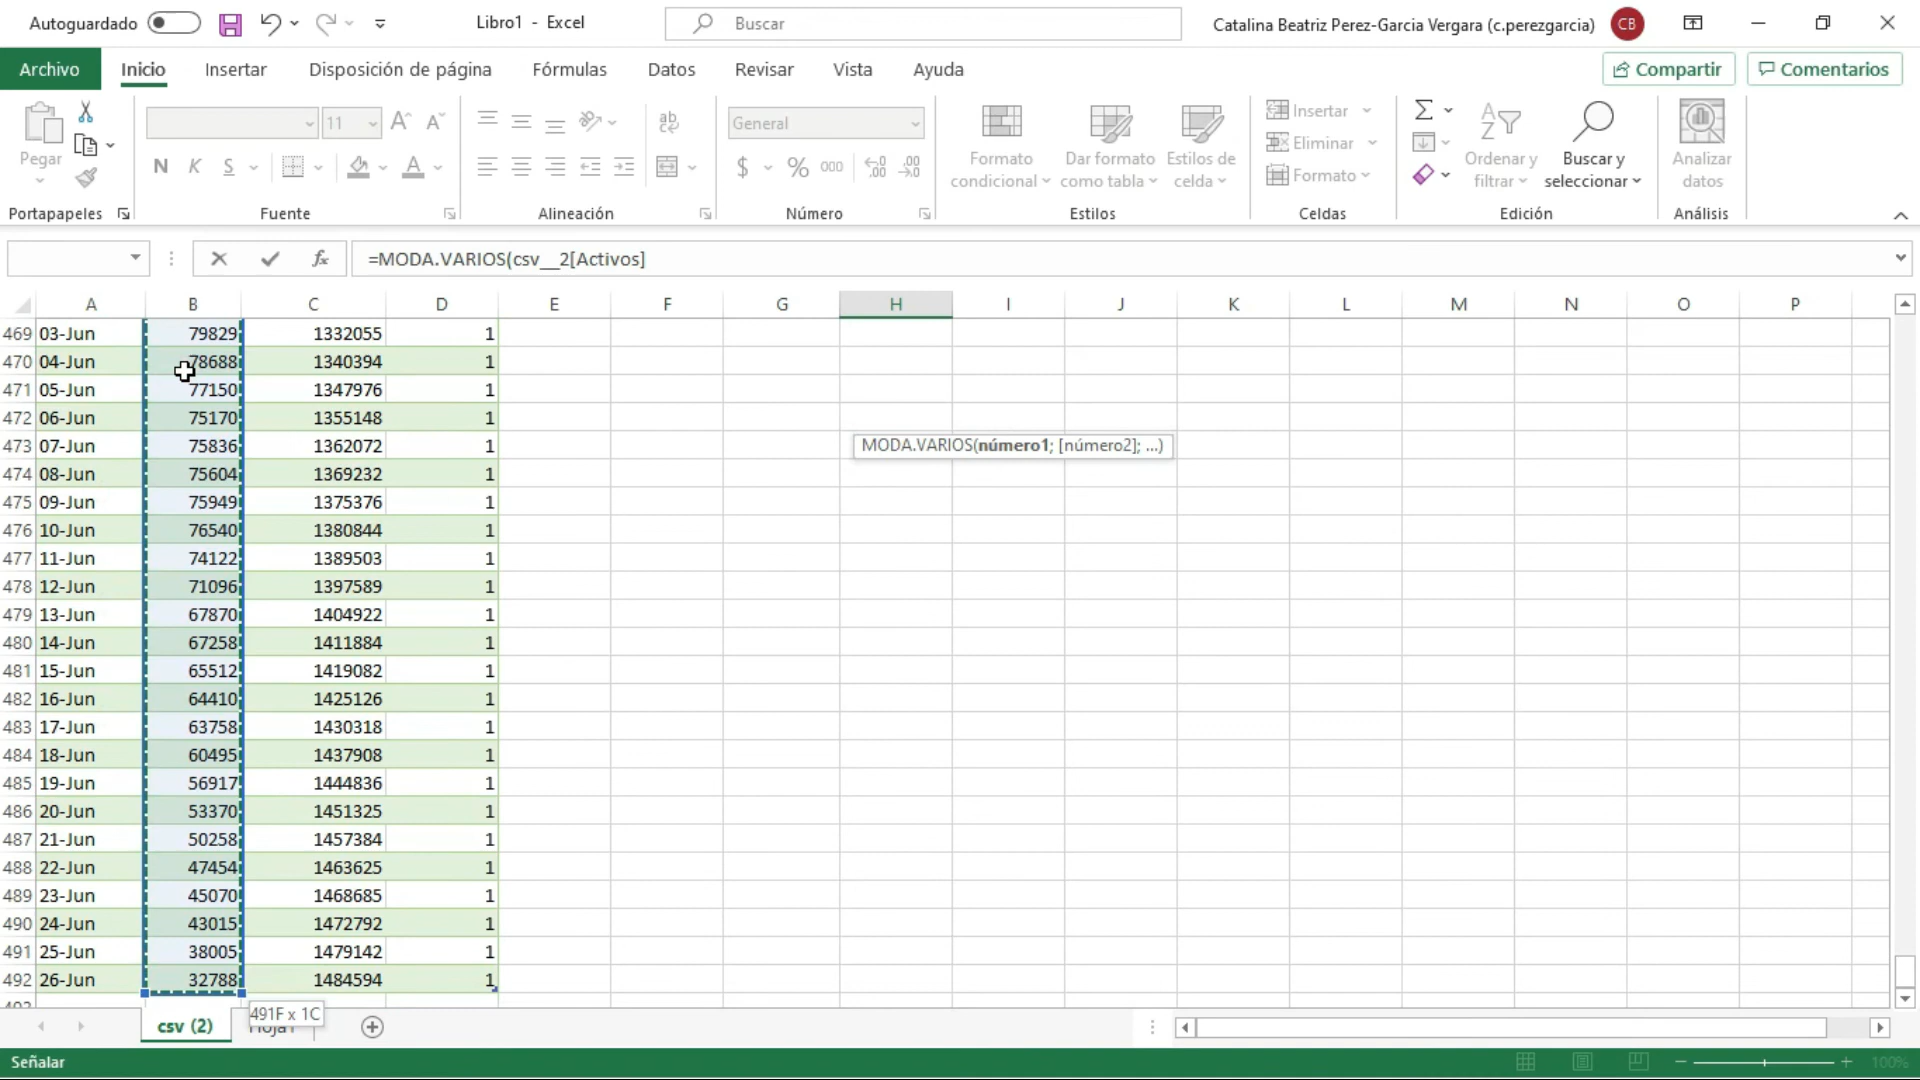 Autoguardado
Libro1 - Excel
Buscar
Catalina Beatriz Perez-Garcia Vergara (c.perezgarcia)
CB
Archivo Inicio Insertar Disposición de página Fórmulas Datos Revisar Vista Ayuda
Compartir Comentarios
Pegar
11
N K S
General
$ % 000
Formato condicional
Dar formato como tabla
Estilos de celda
Insertar
Eliminar
Formato
Ordenar y filtrar
Buscar y seleccionar
Analizar datos
Portapapeles Fuente Alineación Número Estilos Celdas Edición Análisis
fx =MODA.VARIOS(csv__2[Activos]
A B C D E F G H I J K L M N O P
469 03-Jun 79829 1332055 1
470 04-Jun 78688 1340394 1
471 05-Jun 77150 1347976 1
472 06-Jun 75170 1355148 1
473 07-Jun 75836 1362072 1
MODA.VARIOS(número1; [número2]; ...)
474 08-Jun 75604 1369232 1
475 09-Jun 75949 1375376 1
476 10-Jun 76540 1380844 1
477 11-Jun 74122 1389503 1
478 12-Jun 71096 1397589 1
479 13-Jun 67870 1404922 1
480 14-Jun 67258 1411884 1
481 15-Jun 65512 1419082 1
482 16-Jun 64410 1425126 1
483 17-Jun 63758 1430318 1
484 18-Jun 60495 1437908 1
485 19-Jun 56917 1444836 1
486 20-Jun 53370 1451325 1
487 21-Jun 50258 1457384 1
488 22-Jun 47454 1463625 1
489 23-Jun 45070 1468685 1
490 24-Jun 43015 1472792 1
491 25-Jun 38005 1479142 1
492 26-Jun 32788 1484594 1
491F x 1C
csv (2)
Señalar
100%